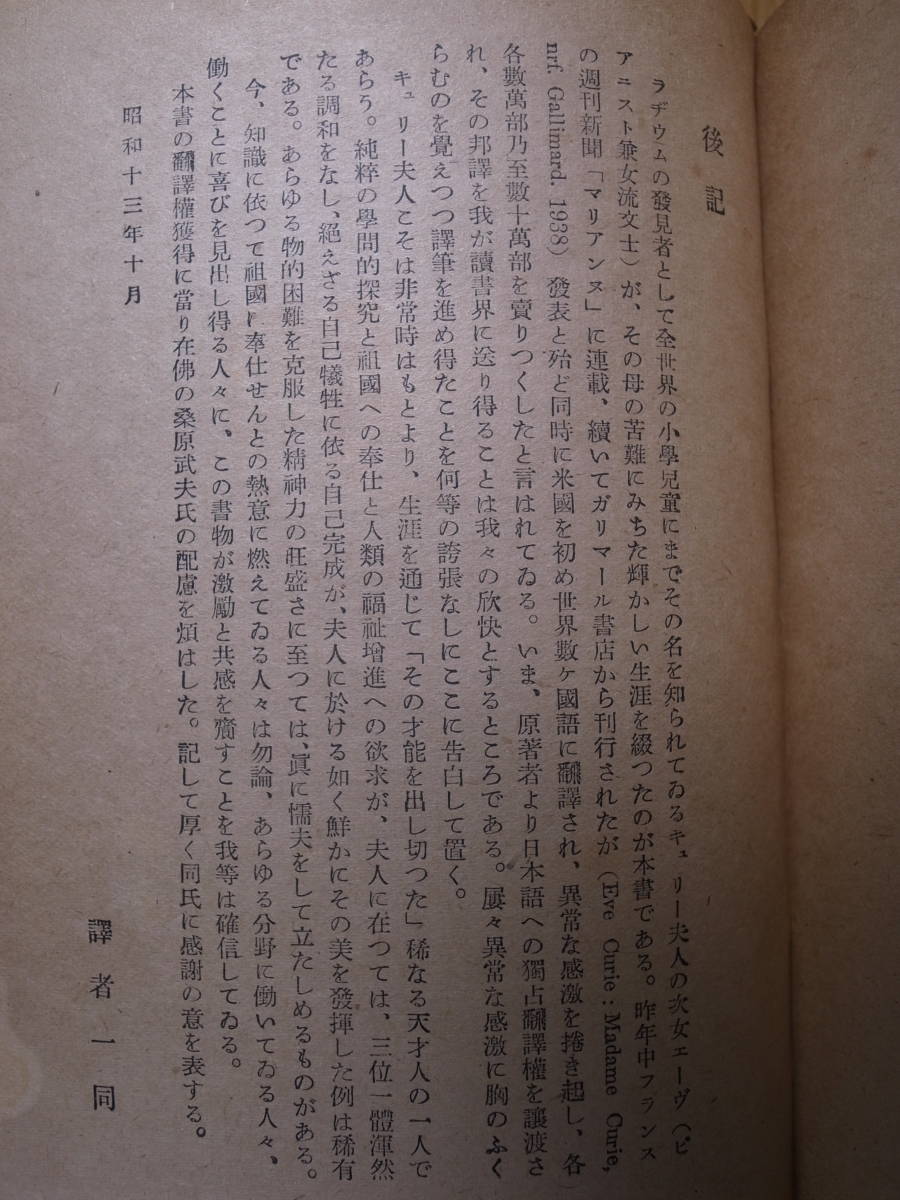 後記
ラヂウムの發見者として全世界の小學兒童にまでその名を知られてゐるキュリー夫人の次女エーヴ（ピ
アニスト兼女流文士）が、その母の苦難にみちた輝かしい生涯を綴つたのが本書である。昨年中フランス
の週刊新聞「マリアンヌ」に連載、續いてガリマール書店から刊行されたが（Eve Curie: Madame Curie,
nrf. Gallimard. 1938）發表と殆ど同時に米國を初め世界數ケ國語に飜譯され、異常な感激を捲き起し、各
各數萬部乃至數十萬部を賣りつくしたと言はれてゐる。いま、原著者より日本語への獨占飜譯權を讓渡さ
れ、その邦譯を我が讀書界に送り得ることは我々の欣快とするところである。屢々異常な感激に胸のふく
らむのを覺えつつ譯筆を進め得たことを何等の誇張なしにここに告白して置く。
キュリー夫人こそは非常時はもとより、生涯を通じて「その才能を出し切つた」稀なる天才人の一人で
あらう。純粹の學問的探究と祖國への奉仕と人類の福祉增進への欲求が、夫人に在つては、三位一體渾然
たる調和をなし、絕えざる自己犧牲に依る自己完成が、夫人に於ける如く鮮かにその美を發揮した例は稀有
である。あらゆる物的困難を克服した精神力の旺盛さに至つては、眞に懦夫をして立たしめるものがある。
今、知識に依つて祖國に奉仕せんとの熱意に燃えてゐる人々は勿論、あらゆる分野に働いてゐる人々、
働くことに喜びを見出し得る人々に、この書物が激勵と共感を齎すことを我等は確信してゐる。
本書の飜譯權獲得に當り在佛の桑原武夫氏の配慮を煩はした。記して厚く同氏に感謝の意を表する。
昭和十三年十月
譯者一同